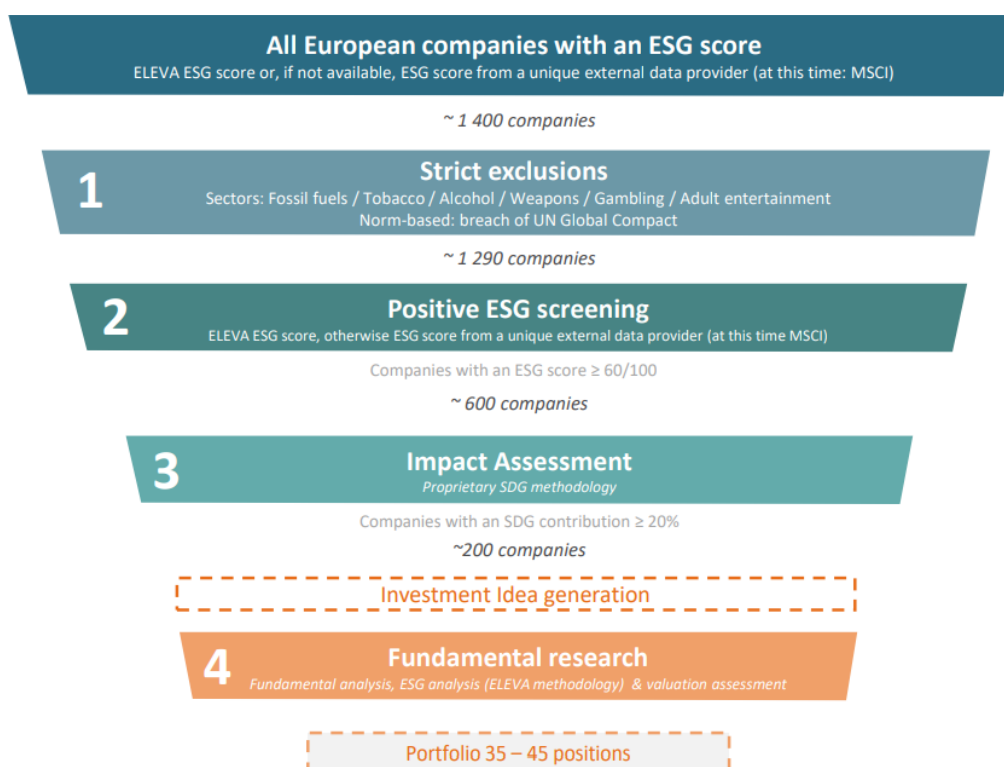 All European companies with an ESG score
ELEVA ESG score or, if not available, ESG score from a unique external data provider (at this time: MSCI)
~ 1 400 companies
1
Strict exclusions
Sectors: Fossil fuels / Tobacco / Alcohol / Weapons / Gambling / Adult entertainment
Norm-based: breach of UN Global Compact
~ 1 290 companies
2
Positive ESG screening
ELEVA ESG score, otherwise ESG score from a unique external data provider (at this time MSCI)
Companies with an ESG score ≥ 60/100
~ 600 companies
3
Impact Assessment
Proprietary SDG methodology
Companies with an SDG contribution ≥ 20%
~200 companies
Investment Idea generation
4
Fundamental research
Fundamental analysis, ESG analysis (ELEVA methodology) & valuation assessment
Portfolio 35 – 45 positions